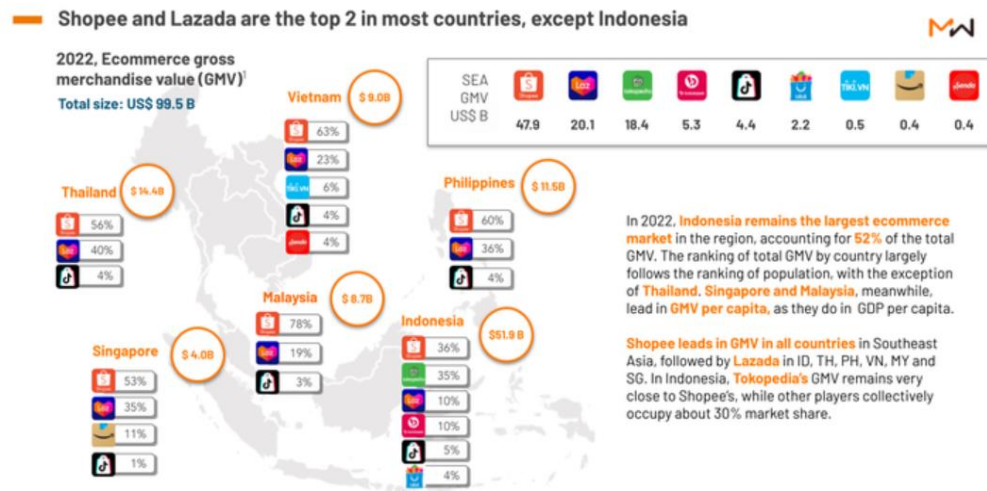 Shopee and Lazada are the top 2 in most countries, except Indonesia
MW
2022, Ecommerce gross
merchandise value (GMV)¹
Total size: US$ 99.5 B
SEA
GMV
US$ B
Shopee
Laz
tokopedia
TIKI.VN
Sendo
47.9 20.1 18.4 5.3 4.4 2.2 0.5 0.4 0.4
Vietnam
$ 9.0B
63%
23%
6%
4%
4%
Thailand
$ 14.4B
56%
40%
4%
Philippines
$ 11.5B
60%
36%
4%
Malaysia
$ 8.7B
78%
19%
3%
Singapore
$ 4.0B
53%
35%
11%
1%
Indonesia
$51.9 B
36%
35%
10%
10%
5%
4%
In 2022, Indonesia remains the largest ecommerce
market in the region, accounting for 52% of the total
GMV. The ranking of total GMV by country largely
follows the ranking of population, with the exception
of Thailand. Singapore and Malaysia, meanwhile,
lead in GMV per capita, as they do in GDP per capita.
Shopee leads in GMV in all countries in Southeast
Asia, followed by Lazada in ID, TH, PH, VN, MY and
SG. In Indonesia, Tokopedia's GMV remains very
close to Shopee's, while other players collectively
occupy about 30% market share.